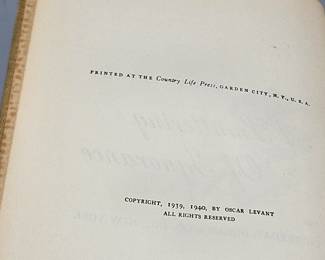 PRINTED AT THE Country Life Press, GARDEN CITY, N. Y., U. S. A.
COPYRIGHT, 1939, 1940, BY OSCAR LEVANT
ALL RIGHTS RESERVED